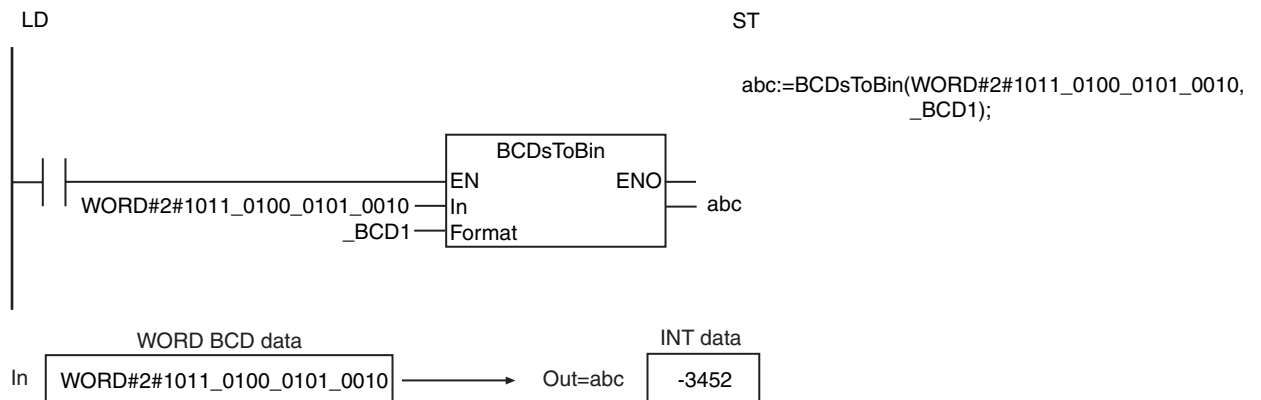 LD
ST
abc:=BCDsToBin(WORD#2#1011_0100_0101_0010,
_BCD1);
BCDsToBin
EN
ENO
WORD#2#1011_0100_0101_0010
In
abc
_BCD1
Format
WORD BCD data
INT data
In
WORD#2#1011_0100_0101_0010
Out=abc
-3452